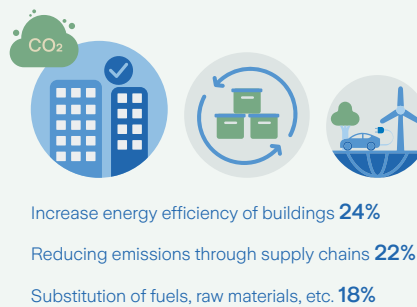 CO₂
Increase energy efficiency of buildings 24%
Reducing emissions through supply chains 22%
Substitution of fuels, raw materials, etc. 18%